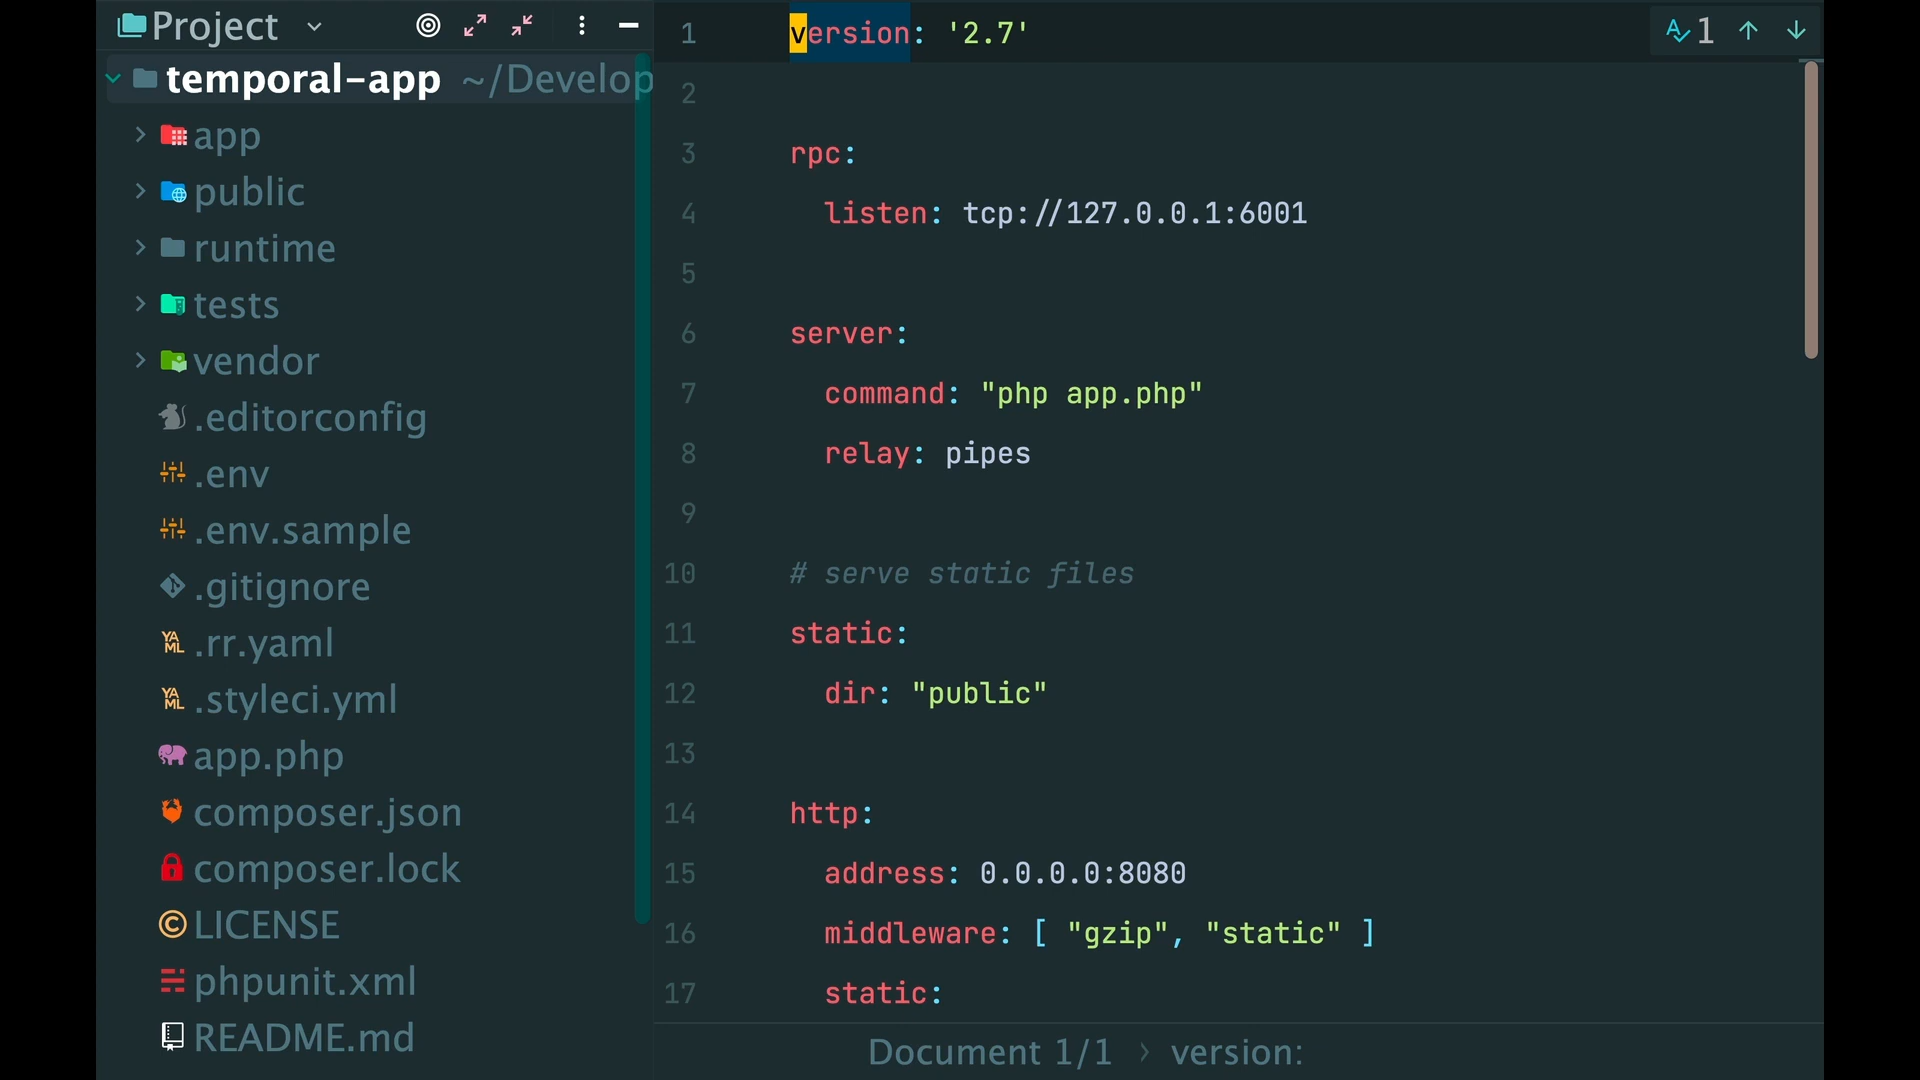 Project
temporal-app ~/Develop
app
public
runtime
tests
vendor
.editorconfig
.env
.env.sample
.gitignore
YAML .rr.yaml
YAML .styleci.yml
app.php
composer.json
composer.lock
LICENSE
phpunit.xml
README.md
1 version: '2.7'
2
3 rpc:
4 listen: tcp://127.0.0.1:6001
5
6 server:
7 command: "php app.php"
8 relay: pipes
9
10 # serve static files
11 static:
12 dir: "public"
13
14 http:
15 address: 0.0.0.0:8080
16 middleware: [ "gzip", "static" ]
17 static:
1
Document 1/1 › version: